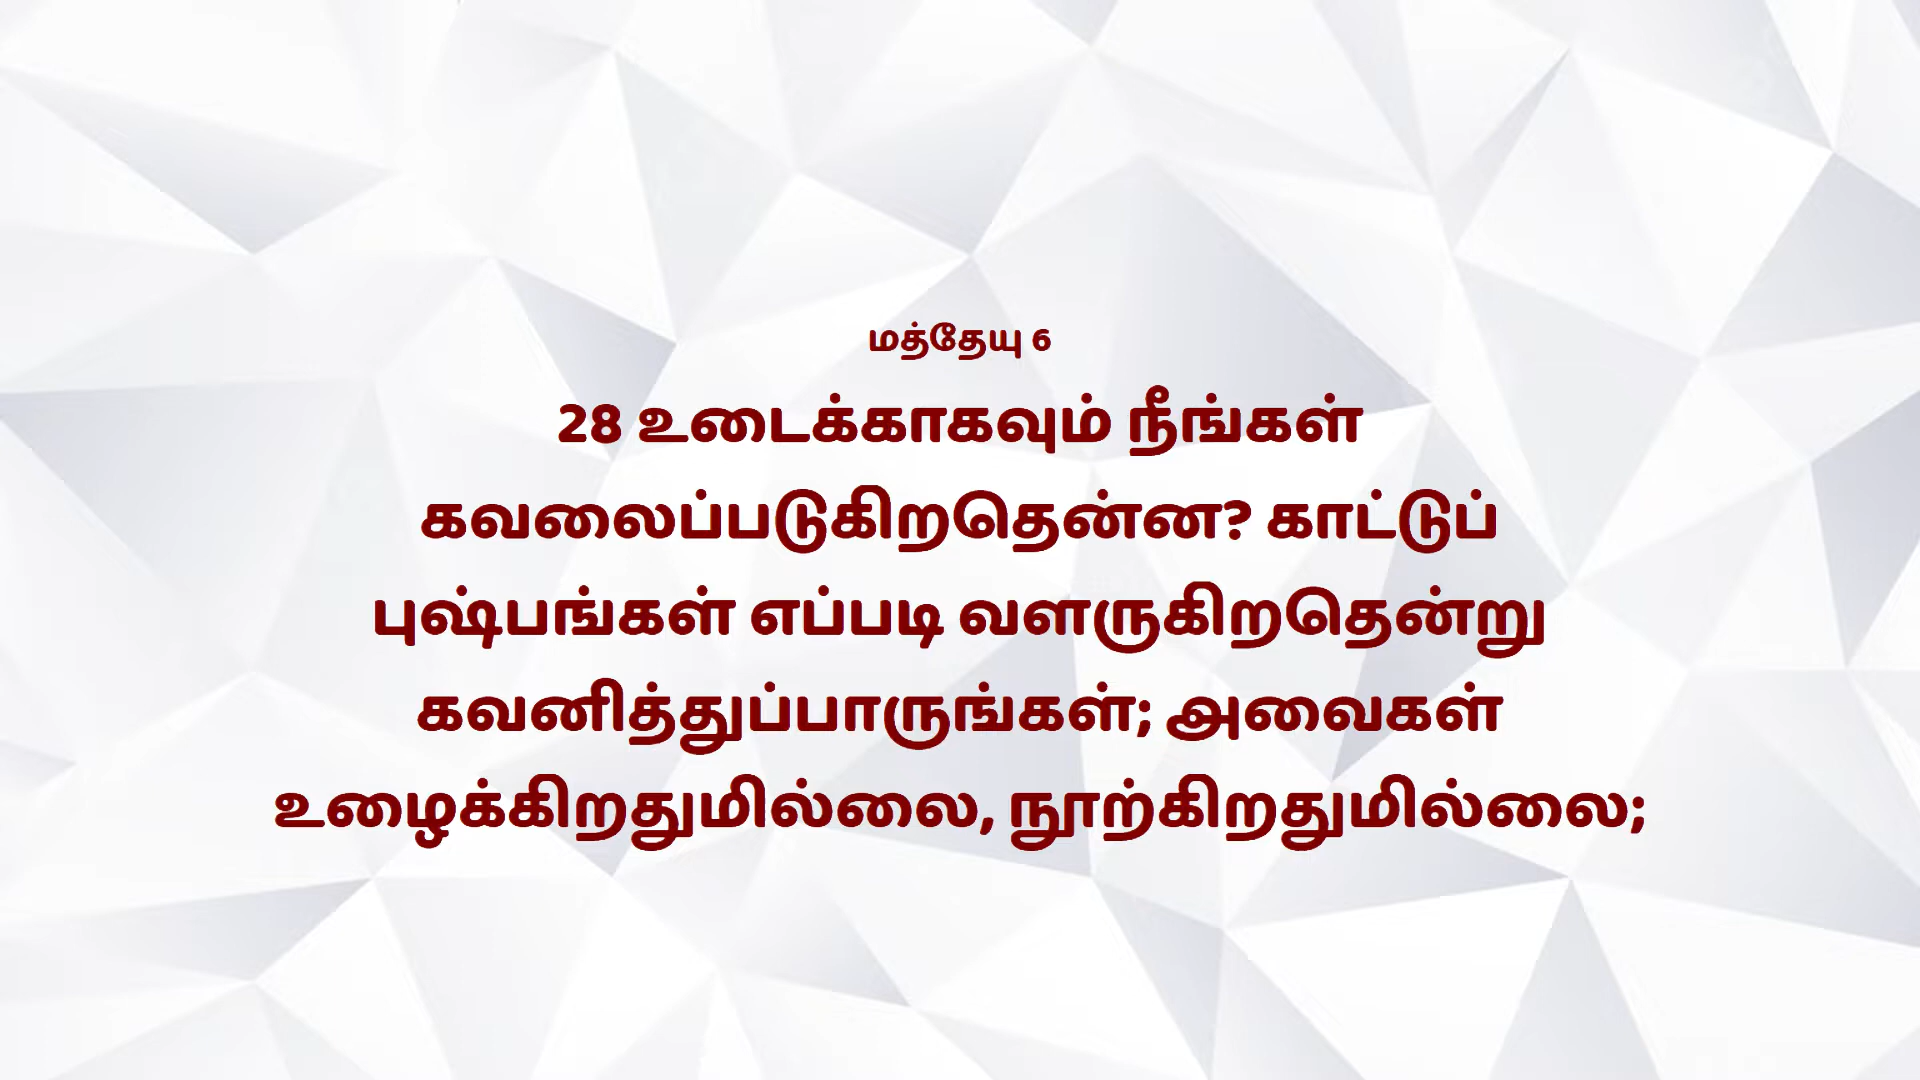 மத்தேயு 6
28 உடைக்காகவும் நீங்கள்
கவலைப்படுகிறதென்ன? காட்டுப்
புஷ்பங்கள் எப்படி வளருகிறதென்று
கவனித்துப்பாருங்கள்; அவைகள்
உழைக்கிறதுமில்லை, நூற்கிறதுமில்லை;